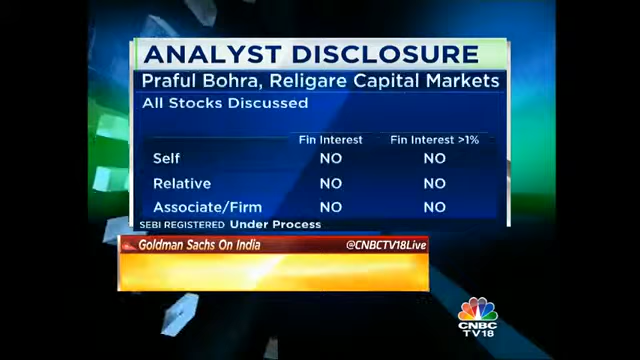 ANALYST DISCLOSURE
Praful Bohra, Religare Capital Markets
All Stocks Discussed
Fin Interest Fin Interest >1%
Self NO NO
Relative NO NO
Associate/Firm NO NO
SEBI REGISTERED Under Process
Goldman Sachs On India @CNBCTV18Live
CNBC
TV18